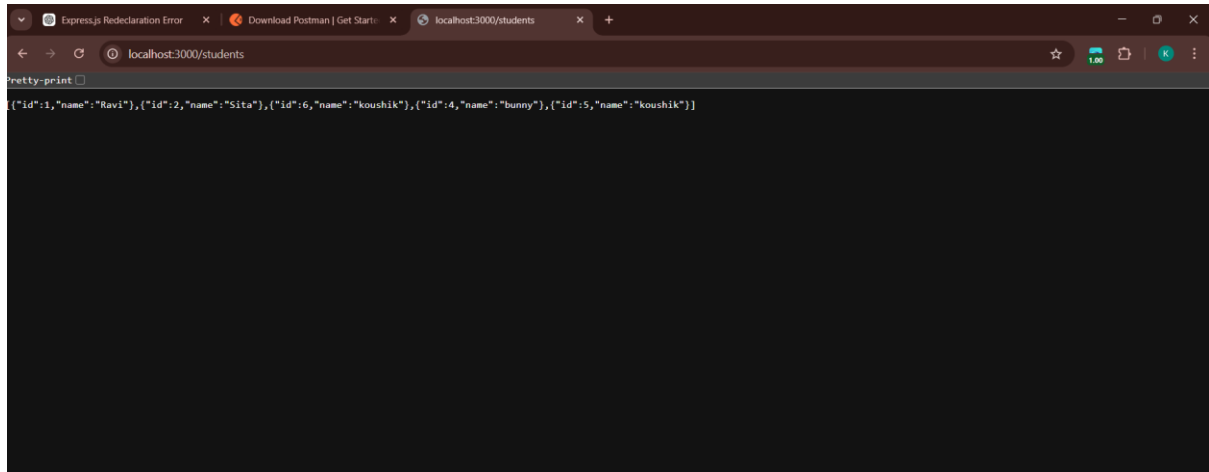 Express.js Redeclaration Error
Download Postman | Get Starte
localhost:3000/students
localhost:3000/students
1.00
K
Pretty-print
[{"id":1,"name":"Ravi"},{"id":2,"name":"Sita"},{"id":6,"name":"koushik"},{"id":4,"name":"bunny"},{"id":5,"name":"koushik"}]